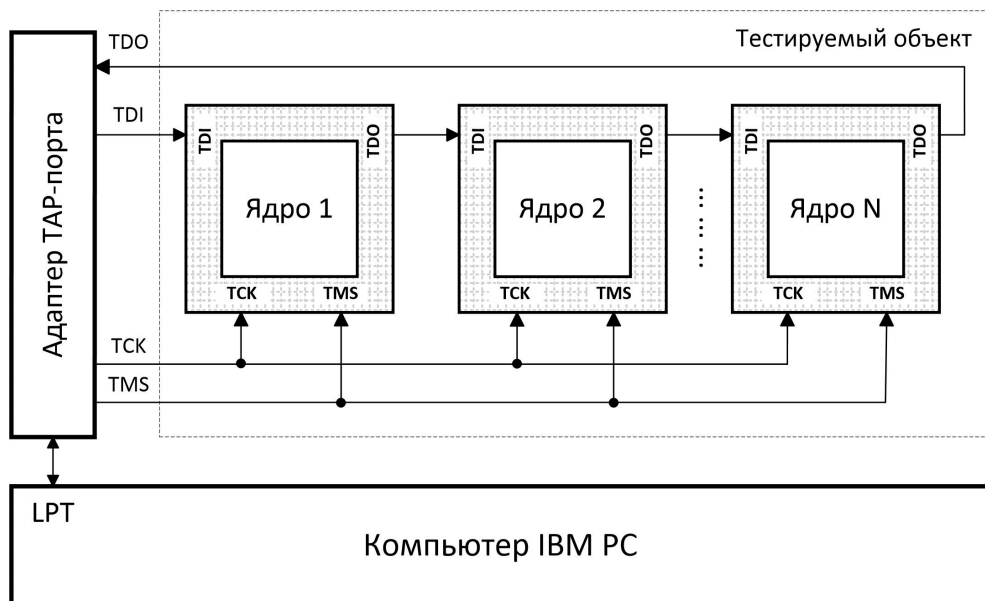 TDO
Тестируемый объект
TDI
TDI
TDO
TDI
TDO
TDI
TDO
Адаптер TAP-порта
Ядро 1
Ядро 2
Ядро N
TCK
TMS
TCK
TMS
TCK
TMS
TCK
TMS
LPT
Компьютер IBM PC